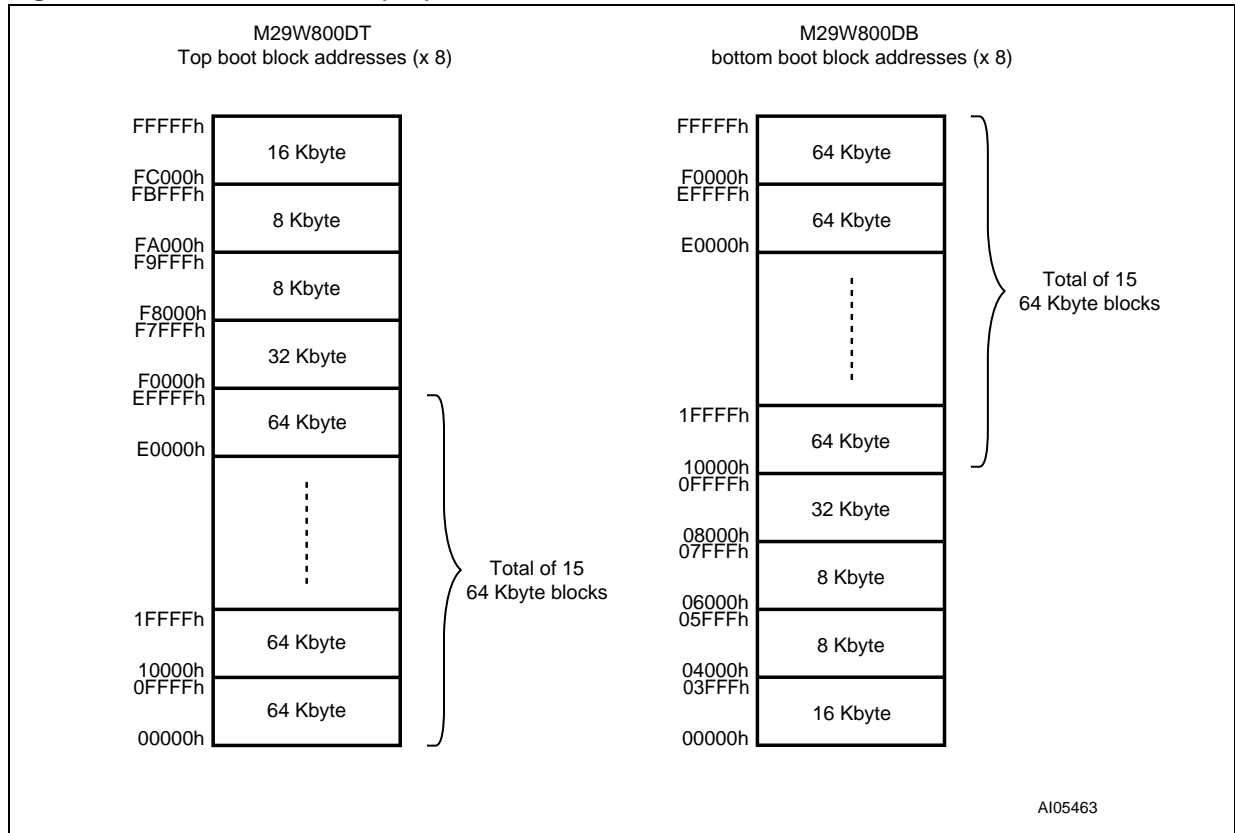 M29W800DT
Top boot block addresses (x 8)
FFFFFh
16 Kbyte
FC000h
FBFFFh
8 Kbyte
FA000h
F9FFFh
8 Kbyte
F8000h
F7FFFh
32 Kbyte
F0000h
EFFFFh
64 Kbyte
E0000h
Total of 15
64 Kbyte blocks
1FFFFh
64 Kbyte
10000h
0FFFFh
64 Kbyte
00000h
M29W800DB
bottom boot block addresses (x 8)
FFFFFh
64 Kbyte
F0000h
EFFFFh
64 Kbyte
E0000h
Total of 15
64 Kbyte blocks
1FFFFh
64 Kbyte
10000h
0FFFFh
32 Kbyte
08000h
07FFFh
8 Kbyte
06000h
05FFFh
8 Kbyte
04000h
03FFFh
16 Kbyte
00000h
AI05463